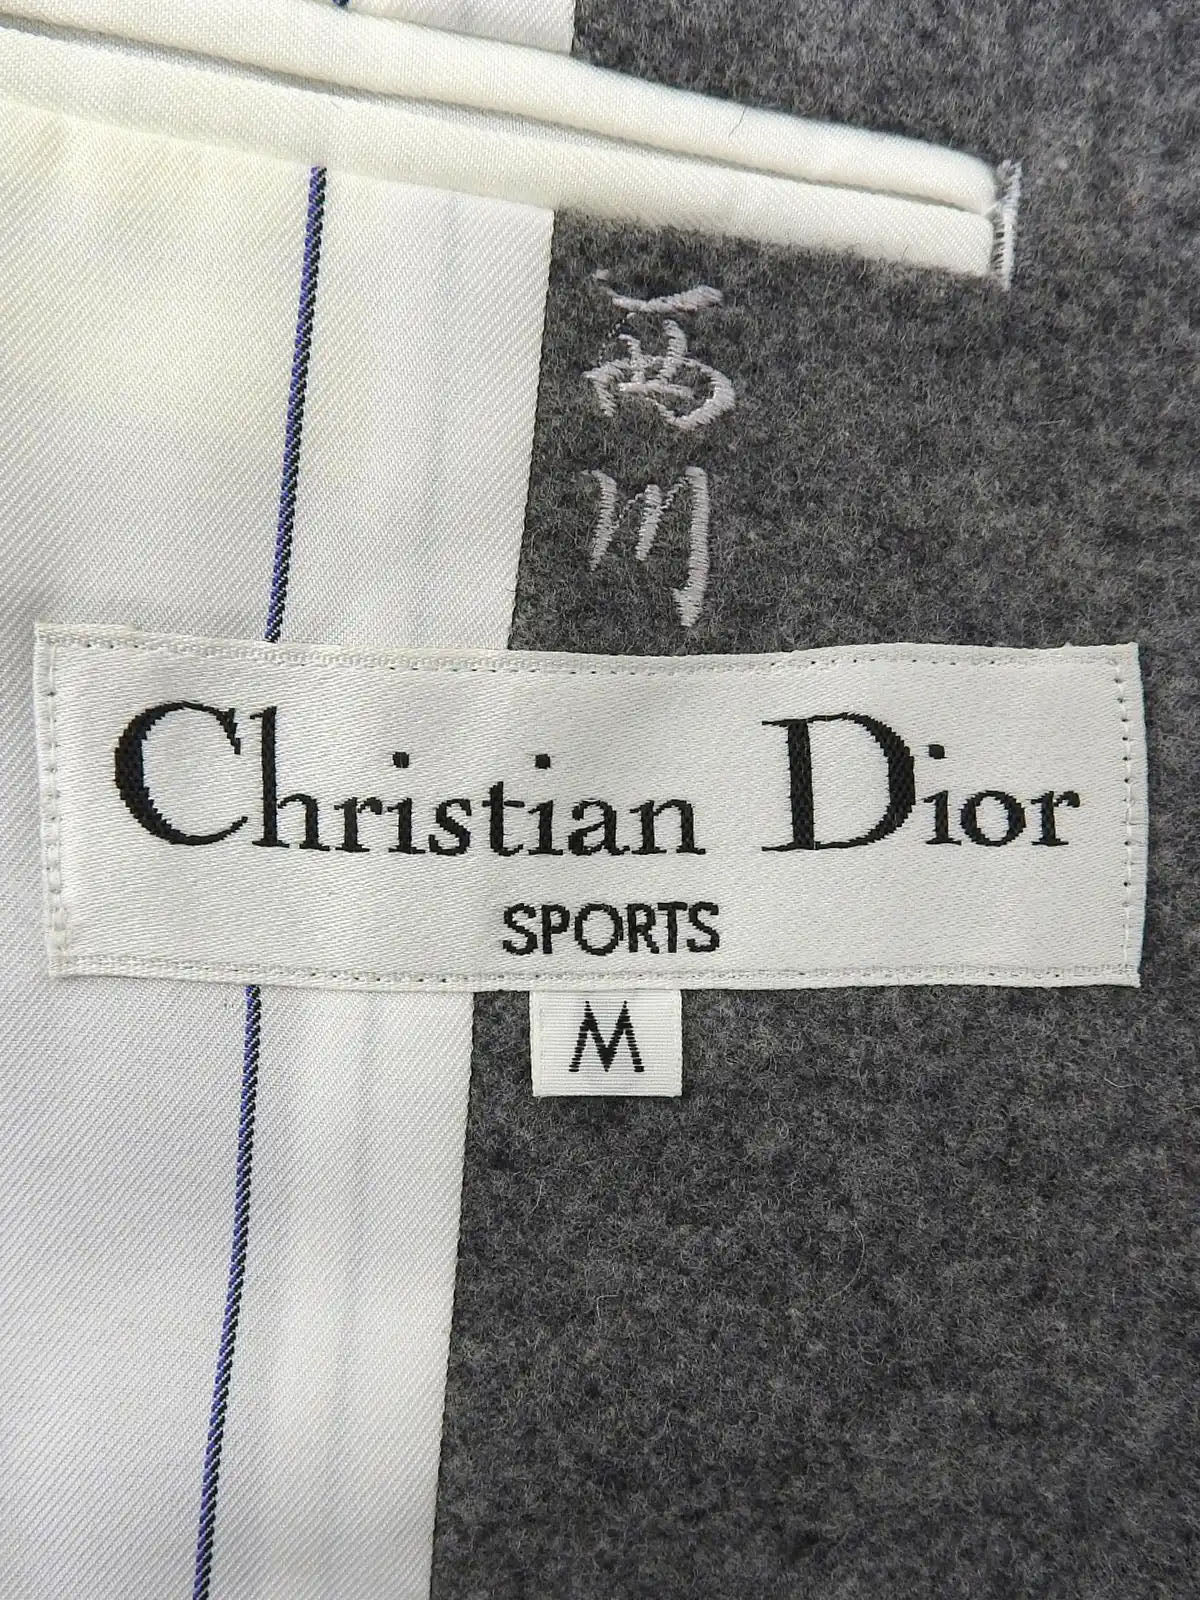 西川
Christian Dior
SPORTS
M